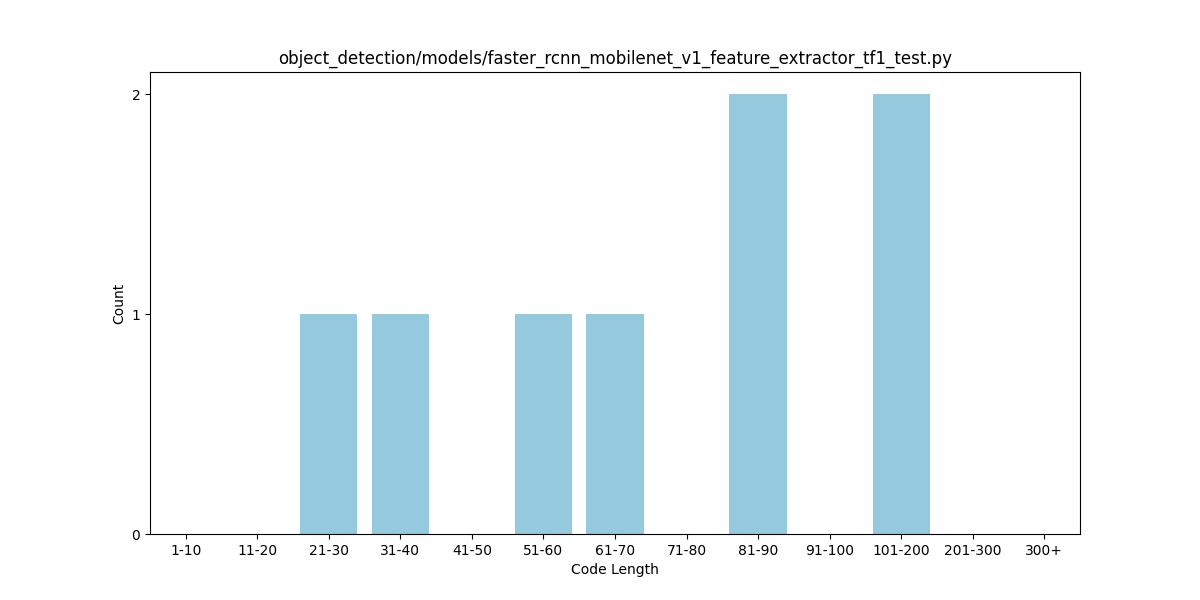 object_detection/models/faster_rcnn_mobilenet_v1_feature_extractor_tf1_test.py
2
Count
1
0
1-10 11-20 21-30 31-40 41-50 51-60 61-70 71-80 81-90 91-100 101-200 201-300 300+
Code Length